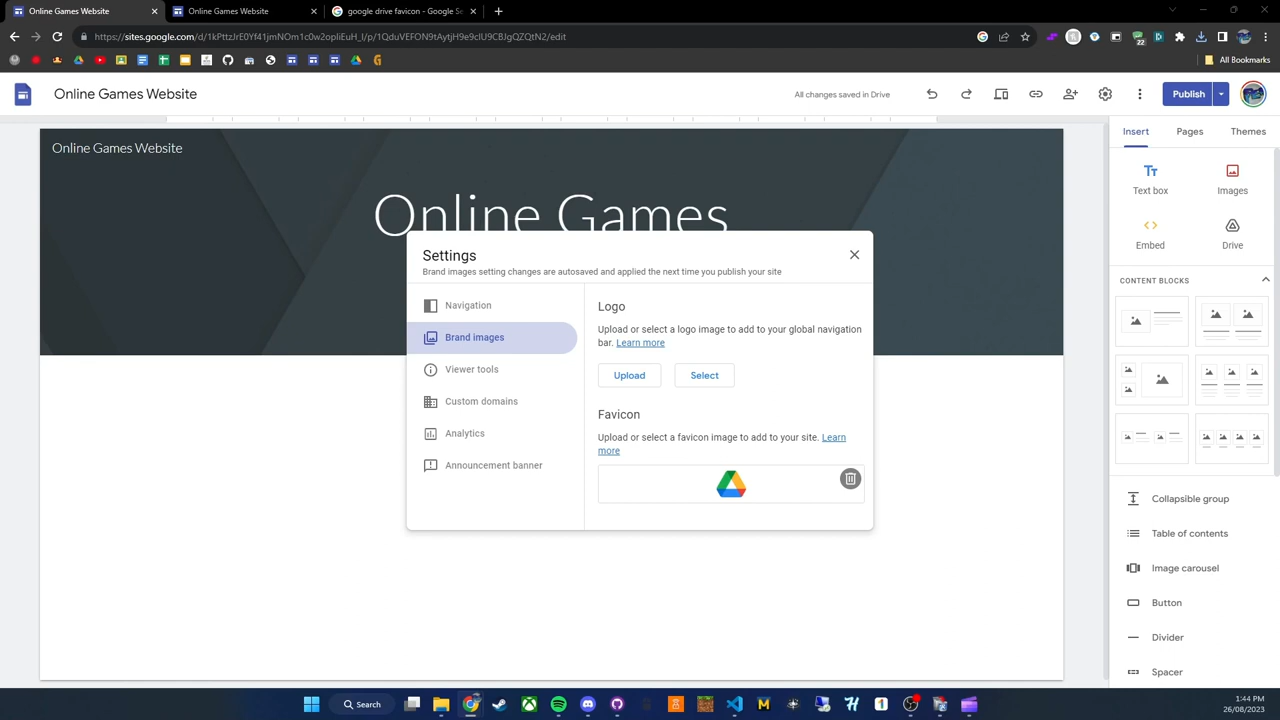 Online Games Website
Online Games Website
google drive favicon - Google Se
https://sites.google.com/d/1kPttzJrE0Yf41jmNOm1c0w2opIieuH_l/p/1QduVEFON9tAytjH9e9clU9CBJgQZQtN2/edit
22
All Bookmarks
Online Games Website
All changes saved in Drive
Publish
Online Games Website
Online Games
Insert
Pages
Themes
Text box
Images
Embed
Drive
CONTENT BLOCKS
Collapsible group
Table of contents
Image carousel
Button
Divider
Spacer
Settings
Brand images setting changes are autosaved and applied the next time you publish your site
Navigation
Brand images
Viewer tools
Custom domains
Analytics
Announcement banner
Logo
Upload or select a logo image to add to your global navigation
bar. Learn more
Upload
Select
Favicon
Upload or select a favicon image to add to your site. Learn
more
Search
1:44 PM
26/08/2023